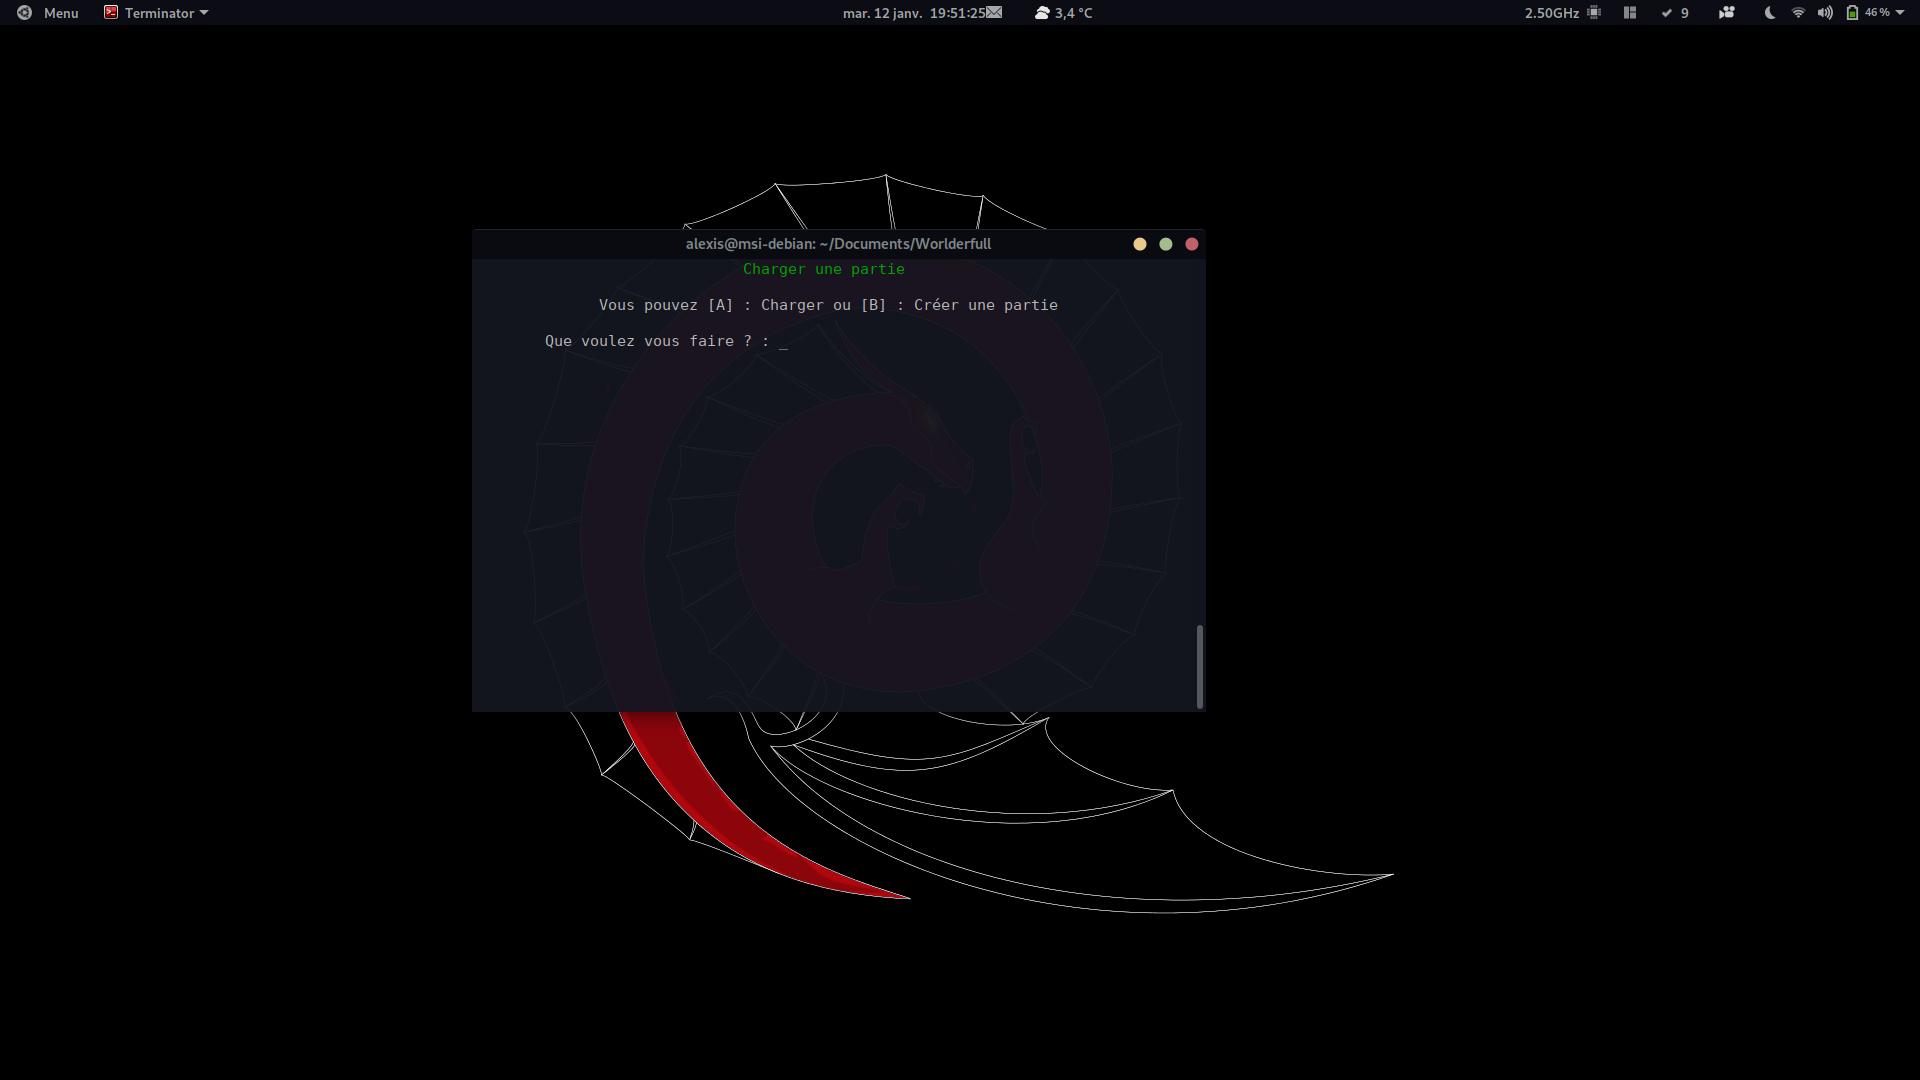 Menu Terminator mar. 12 janv. 19:51:25 3,4 °C 2.50GHz 9 46 %
alexis@msi-debian: ~/Documents/Worlderfull
Charger une partie
Vous pouvez [A] : Charger ou [B] : Créer une partie
Que voulez vous faire ? : _